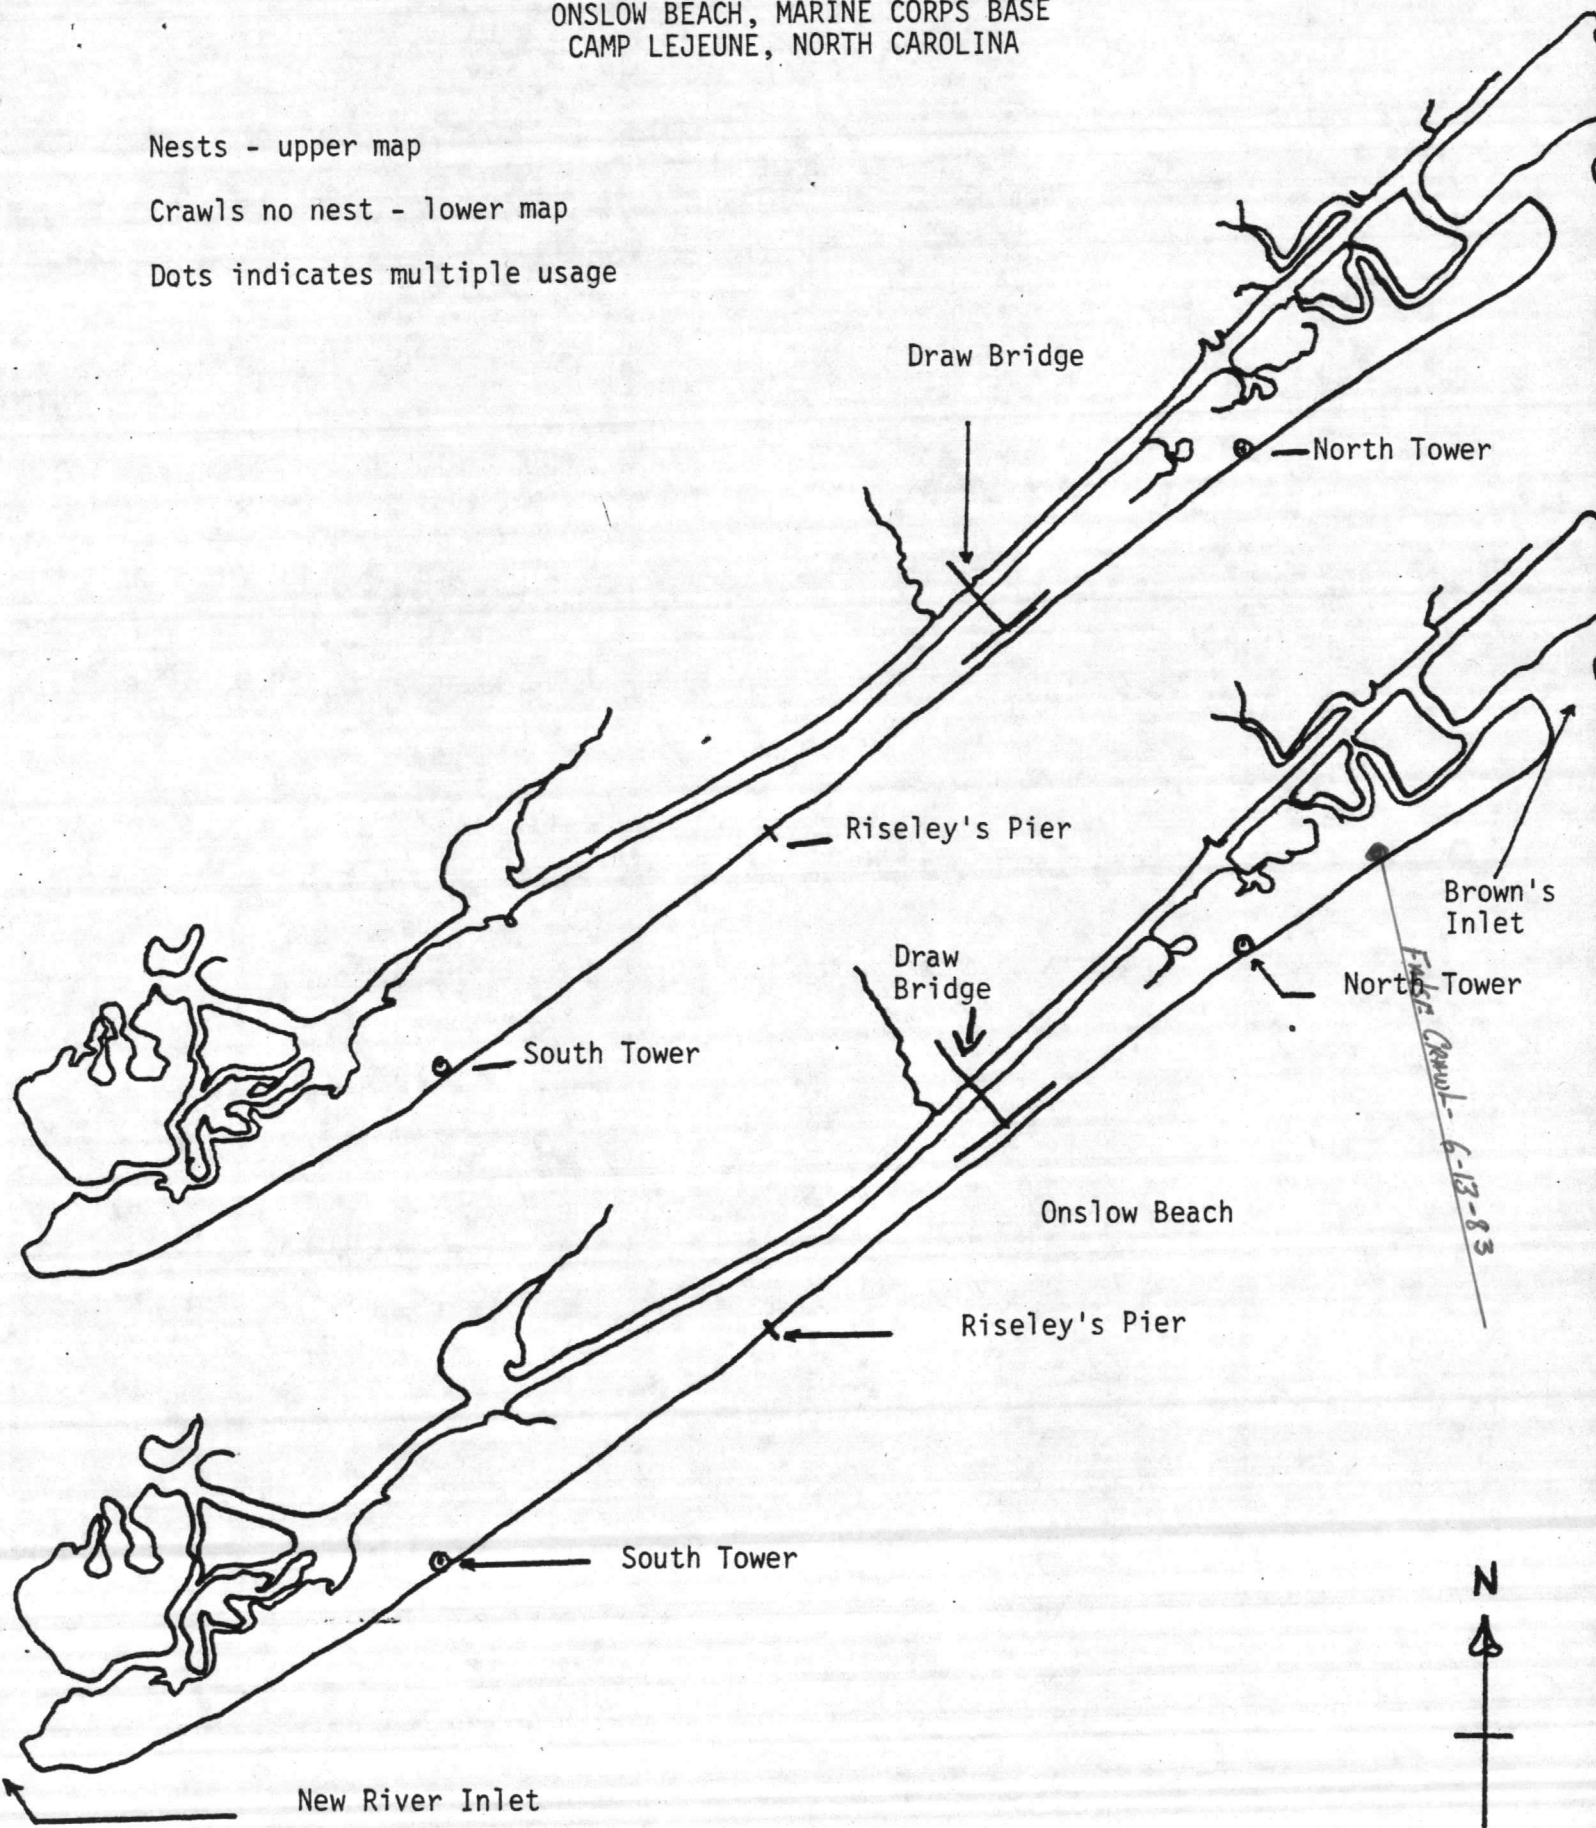 ONSLOW BEACH, MARINE CORPS BASE
CAMP LEJEUNE, NORTH CAROLINA
Nests - upper map
Crawls no nest - lower map
Dots indicates multiple usage
Draw Bridge
North Tower
Riseley's Pier
South Tower
Brown's
Inlet
Draw
Bridge
North Tower
False Crawl - 6-13-83
Onslow Beach
Riseley's Pier
South Tower
N
New River Inlet